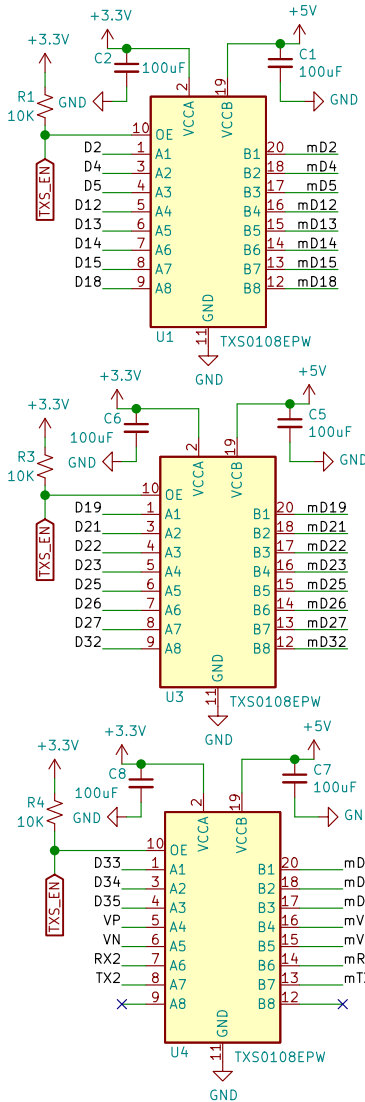 +3.3V
+5V
+3.3V
C2
100uF
C1
100uF
R1
10K
GND
GND
2
VCCA
19
VCCB
10 OE
TXS_EN
D2 1 A1 B1 20 mD2
D4 3 A2 B2 18 mD4
D5 4 A3 B3 17 mD5
D12 5 A4 B4 16 mD12
D13 6 A5 B5 15 mD13
D14 7 A6 B6 14 mD14
D15 8 A7 B7 13 mD15
D18 9 A8 B8 12 mD18
GND
11
U1
TXS0108EPW
GND
+3.3V
+5V
+3.3V
C6
100uF
C5
100uF
R3
10K
GND
GND
2
VCCA
19
VCCB
10 OE
TXS_EN
D19 1 A1 B1 20 mD19
D21 3 A2 B2 18 mD21
D22 4 A3 B3 17 mD22
D23 5 A4 B4 16 mD23
D25 6 A5 B5 15 mD25
D26 7 A6 B6 14 mD26
D27 8 A7 B7 13 mD27
D32 9 A8 B8 12 mD32
GND
11
U3
TXS0108EPW
GND
+3.3V
+5V
+3.3V
C8
100uF
C7
100uF
R4
10K
GND
GN
2
VCCA
19
VCCB
10 OE
TXS_EN
D33 1 A1 B1 20 mD
D34 3 A2 B2 18 mD
D35 4 A3 B3 17 mD
VP 5 A4 B4 16 mV
VN 6 A5 B5 15 mV
RX2 7 A6 B6 14 mR
TX2 8 A7 B7 13 mT
9 A8 B8 12
GND
11
U4
TXS0108EPW
GND